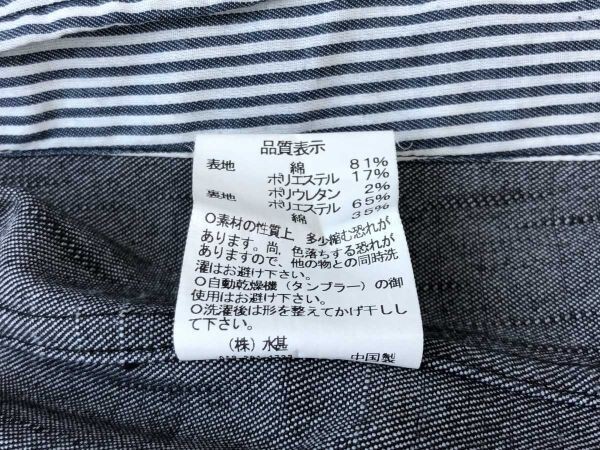 品質表示
表地 綿 81%
ポリエステル 17%
ポリウレタン 2%
裏地 ポリエステル 65%
綿 35%
○素材の性質上、多少縮む恐れが
あります。尚、色落ちする恐れが
ありますので、他の物との同時洗
濯はお避け下さい。
○自動乾燥機（タンブラー）の御
使用はお避け下さい。
○洗濯後は形を整えてかげ干しし
て下さい。
（株）水甚
中国製